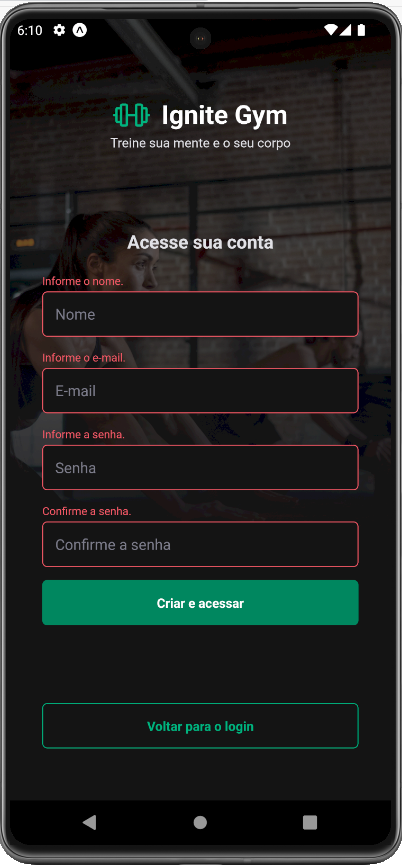 6:10
Ignite Gym
Treine sua mente e o seu corpo
Acesse sua conta
Informe o nome.
Nome
Informe o e-mail.
E-mail
Informe a senha.
Senha
Confirme a senha.
Confirme a senha
Criar e acessar
Voltar para o login